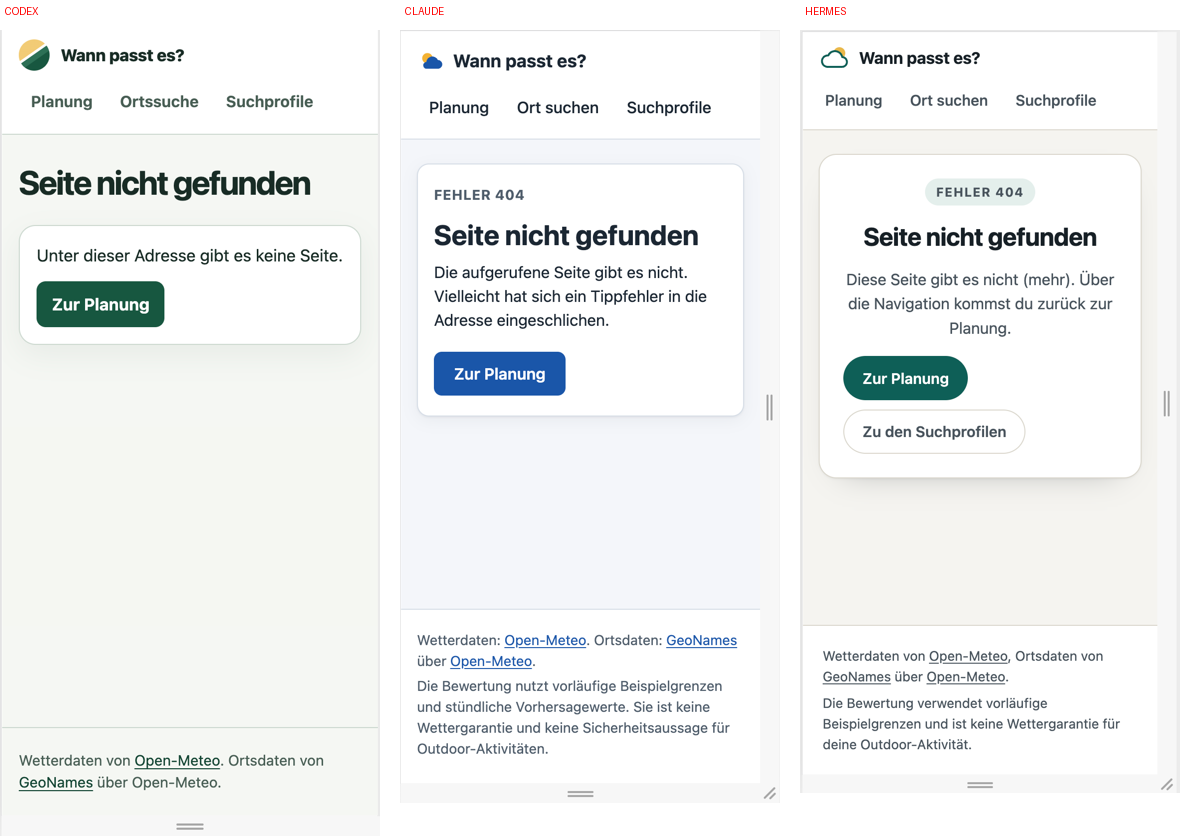 CODEX
Wann passt es?
Planung Ortssuche Suchprofile
Seite nicht gefunden
Unter dieser Adresse gibt es keine Seite.
Zur Planung
Wetterdaten von Open-Meteo. Ortsdaten von
GeoNames über Open-Meteo.
CLAUDE
Wann passt es?
Planung Ort suchen Suchprofile
FEHLER 404
Seite nicht gefunden
Die aufgerufene Seite gibt es nicht.
Vielleicht hat sich ein Tippfehler in die
Adresse eingeschlichen.
Zur Planung
Wetterdaten: Open-Meteo. Ortsdaten: GeoNames
über Open-Meteo.
Die Bewertung nutzt vorläufige Beispielgrenzen
und stündliche Vorhersagewerte. Sie ist keine
Wettergarantie und keine Sicherheitsaussage für
Outdoor-Aktivitäten.
HERMES
Wann passt es?
Planung Ort suchen Suchprofile
FEHLER 404
Seite nicht gefunden
Diese Seite gibt es nicht (mehr). Über
die Navigation kommst du zurück zur
Planung.
Zur Planung
Zu den Suchprofilen
Wetterdaten von Open-Meteo, Ortsdaten von
GeoNames über Open-Meteo.
Die Bewertung verwendet vorläufige
Beispielgrenzen und ist keine Wettergarantie für
deine Outdoor-Aktivität.